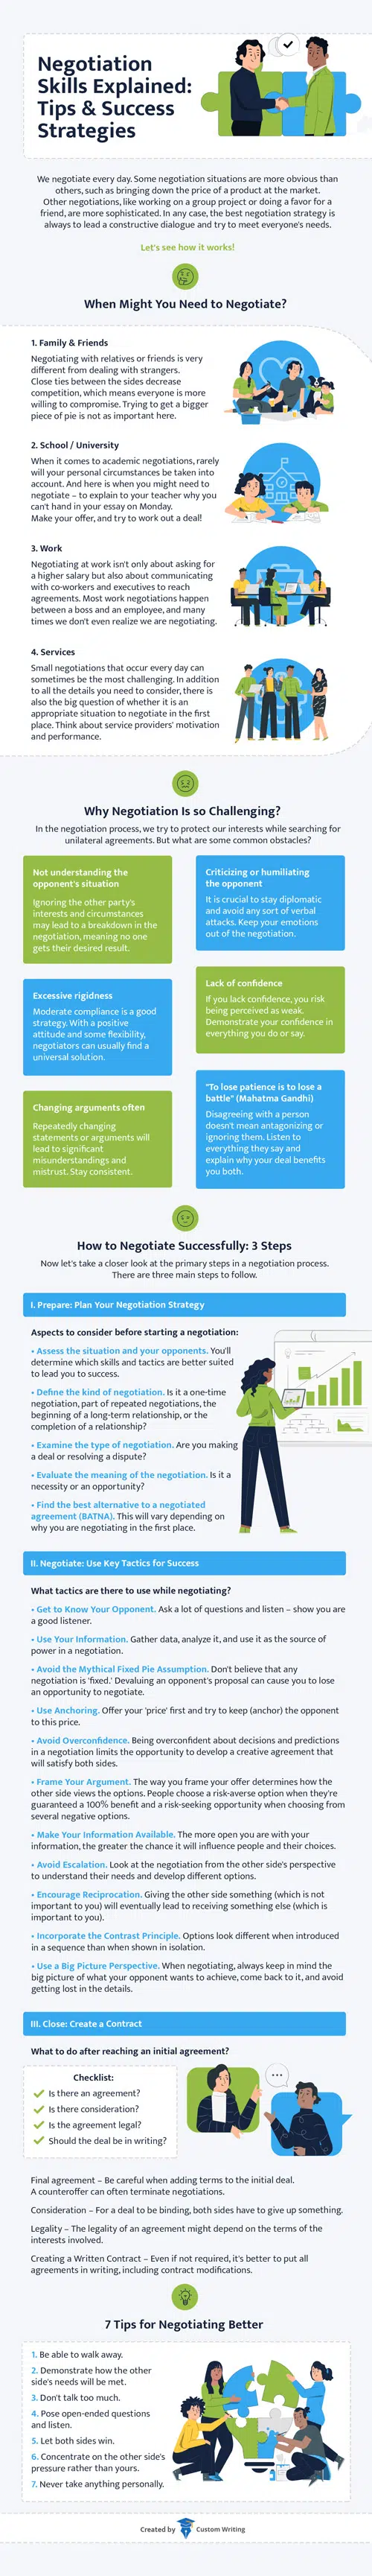 Negotiation
Skills Explained:
Tips & Success
Strategies
We negotiate every day. Some negotiation situations are more obvious than
others, such as bringing down the price of a product at the market.
Other negotiations, like working on a group project or doing a favor for a
friend, are more sophisticated. In any case, the best negotiation strategy is
always to lead a constructive dialogue and try to meet everyone's needs.
Let's see how it works!
When Might You Need to Negotiate?
1. Family & Friends
Negotiating with relatives or friends is very
different from dealing with strangers.
Close ties between the sides decrease
competition, which means everyone is more
willing to compromise. Trying to get a bigger
piece of pie is not as important here.
2. School / University
When it comes to academic negotiations, rarely
will your personal circumstances be taken into
account. And here is when you might need to
negotiate – to explain to your teacher why you
can't hand in your essay on Monday.
Make your offer, and try to work out a deal!
3. Work
Negotiating at work isn't only about asking for
a higher salary but also about communicating
with co-workers and executives to reach
agreements. Most work negotiations happen
between a boss and an employee, and many
times we don't even realize we are negotiating.
4. Services
Small negotiations that occur every day can
sometimes be the most challenging. In addition
to all the details you need to consider, there is
also the big question of whether it is an
appropriate situation to negotiate in the first
place. Think about service providers' motivation
and performance.
Why Negotiation Is so Challenging?
In the negotiation process, we try to protect our interests while searching for
unilateral agreements. But what are some common obstacles?
Not understanding the
opponent's situation
Ignoring the other party's
interests and circumstances
may lead to a breakdown in the
negotiation, meaning no one
gets their desired result.
Criticizing or humiliating
the opponent
It is crucial to stay diplomatic
and avoid any sort of verbal
attacks. Keep your emotions
out of the negotiation.
Excessive rigidness
Moderate compliance is a good
strategy. With a positive
attitude and some flexibility,
negotiators can usually find a
universal solution.
Lack of confidence
If you lack confidence, you risk
being perceived as weak.
Demonstrate your confidence in
everything you do or say.
Changing arguments often
Repeatedly changing
statements or arguments will
lead to significant
misunderstandings and
mistrust. Stay consistent.
"To lose patience is to lose a
battle" (Mahatma Gandhi)
Disagreeing with a person
doesn't mean antagonizing or
ignoring them. Listen to
everything they say and
explain why your deal benefits
you both.
How to Negotiate Successfully: 3 Steps
Now let's take a closer look at the primary steps in a negotiation process.
There are three main steps to follow.
I. Prepare: Plan Your Negotiation Strategy
Aspects to consider before starting a negotiation:
• Assess the situation and your opponents. You'll
determine which skills and tactics are better suited
to lead you to success.
• Define the kind of negotiation. Is it a one-time
negotiation, part of repeated negotiations, the
beginning of a long-term relationship, or the
completion of a relationship?
• Examine the type of negotiation. Are you making
a deal or resolving a dispute?
• Evaluate the meaning of the negotiation. Is it a
necessity or an opportunity?
• Find the best alternative to a negotiated
agreement (BATNA). This will vary depending on
why you are negotiating in the first place.
II. Negotiate: Use Key Tactics for Success
What tactics are there to use while negotiating?
• Get to Know Your Opponent. Ask a lot of questions and listen – show you are
a good listener.
• Use Your Information. Gather data, analyze it, and use it as the source of
power in a negotiation.
• Avoid the Mythical Fixed Pie Assumption. Don't believe that any
negotiation is 'fixed.' Devaluing an opponent's proposal can cause you to lose
an opportunity to negotiate.
• Use Anchoring. Offer your 'price' first and try to keep (anchor) the opponent
to this price.
• Avoid Overconfidence. Being overconfident about decisions and predictions
in a negotiation limits the opportunity to develop a creative agreement that
will satisfy both sides.
• Frame Your Argument. The way you frame your offer determines how the
other side views the options. People choose a risk-averse option when they're
guaranteed a 100% benefit and a risk-seeking opportunity when choosing from
several negative options.
• Make Your Information Available. The more open you are with your
information, the greater the chance it will influence people and their choices.
• Avoid Escalation. Look at the negotiation from the other side's perspective
to understand their needs and develop different options.
• Encourage Reciprocation. Giving the other side something (which is not
important to you) will eventually lead to receiving something else (which is
important to you).
• Incorporate the Contrast Principle. Options look different when introduced
in a sequence than when shown in isolation.
• Use a Big Picture Perspective. When negotiating, always keep in mind the
big picture of what your opponent wants to achieve, come back to it, and avoid
getting lost in the details.
III. Close: Create a Contract
What to do after reaching an initial agreement?
Checklist:
Is there an agreement?
Is there consideration?
Is the agreement legal?
Should the deal be in writing?
Final agreement – Be careful when adding terms to the initial deal.
A counteroffer can often terminate negotiations.
Consideration – For a deal to be binding, both sides have to give up something.
Legality – The legality of an agreement might depend on the terms of the
interests involved.
Creating a Written Contract – Even if not required, it's better to put all
agreements in writing, including contract modifications.
7 Tips for Negotiating Better
1. Be able to walk away.
2. Demonstrate how the other
side's needs will be met.
3. Don't talk too much.
4. Pose open-ended questions
and listen.
5. Let both sides win.
6. Concentrate on the other side's
pressure rather than yours.
7. Never take anything personally.
Created by Custom Writing